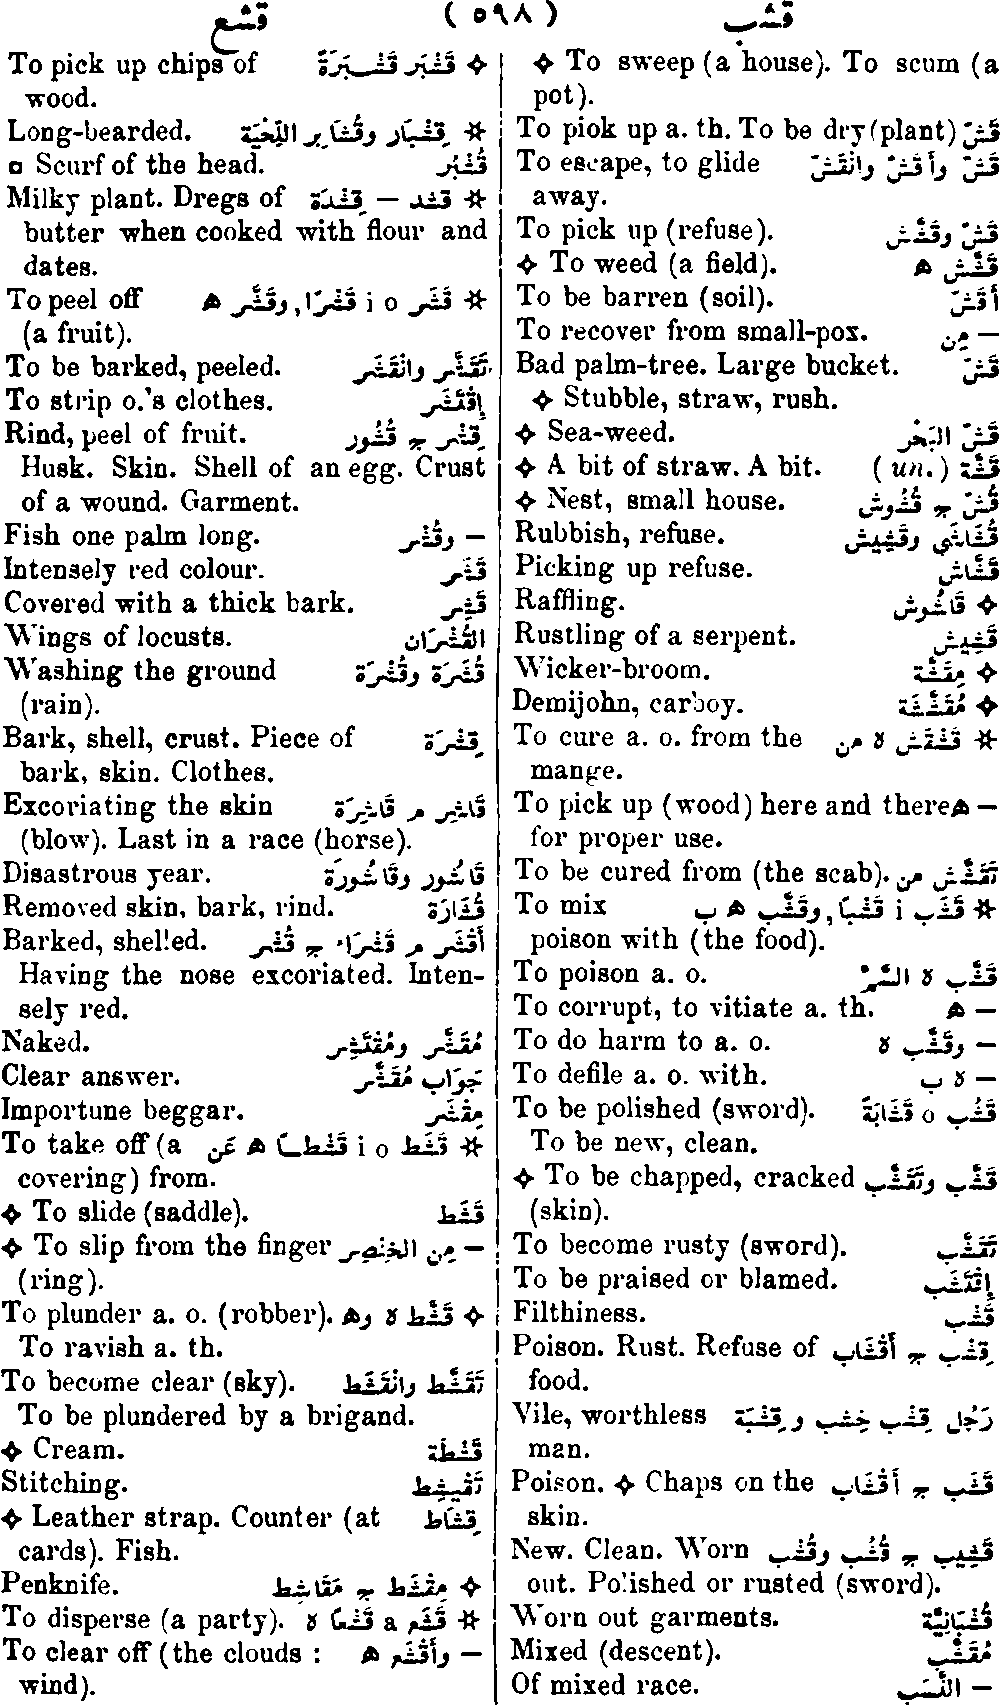 قشب ( ٥٩٨ ) قشع
✧ To sweep (a house). To scum (a
pot).
To pick up a. th. To be dry (plant) قَشّ
To escape, to glide قَشّ وأَقَشّ وانْقَشّ
away.
To pick up (refuse). قَشّ وقَشَّش
✧ To weed (a field). قَشَّش ه
To be barren (soil). أَقَشّ
To recover from small-pox. — مِن
Bad palm-tree. Large bucket. قَشّ
✧ Stubble, straw, rush.
✧ Sea-weed. قَشّ البَحْر
✧ A bit of straw. A bit. (un.) قَشَّة
✧ Nest, small house. قُشّ ج قُشُوش
Rubbish, refuse. قُشَاشِي وقَشِيش
Picking up refuse. قَشَّاش
Raffling. ✧ قَاشُوش
Rustling of a serpent. قَشِيش
Wicker-broom. ✧ مِقَشَّة
Demijohn, carboy. ✧ مُقَشَّشَة
To cure a. o. from the ✲ قَشْقَش ه من
mange.
To pick up (wood) here and there — ه
for proper use.
To be cured from (the scab). تَقَشَّش من
To mix ✲ قَشَب i قَشْبًا, وقَشَّب ه ب
poison with (the food).
To poison a. o. قَشَّب ه السَّمّ
To corrupt, to vitiate a. th. — ه
To do harm to a. o. — وقَشَّب ه
To defile a. o. with. — ه ب
To be polished (sword). قَشُب o قَشَابَةً
To be new, clean.
✧ To be chapped, cracked قَشَّب وتَقَشَّب
(skin).
To become rusty (sword). تَقَشَّب
To be praised or blamed. إِقْتَشَب
Filthiness. قَشْب
Poison. Rust. Refuse of قِشْب ج أَقْشَاب
food.
Vile, worthless رَجُل قِشْب خِشْب وقِشْبَة
man.
Poison. ✧ Chaps on the قَشَب ج أَقْشَاب
skin.
New. Clean. Worn قَشِيب ج قُشُب وقُشْب
out. Polished or rusted (sword).
Worn out garments. قُشْبَانِيَّة
Mixed (descent). مُقَشَّب
Of mixed race. — النَّسَب
To pick up chips of ✧ قَشْبَر قَشْبَرَةً
wood.
Long-bearded. ✲ قِشْبَار وقُشَابِر اللِّحْيَة
¤ Scurf of the head. قُشْبُر
Milky plant. Dregs of ✲ قشد — قِشْدَة
butter when cooked with flour and
dates.
To peel off ✲ قَشَر i o قَشْرًا, وقَشَّر ه
(a fruit).
To be barked, peeled. تَقَشَّر وانْقَشَر
To strip o.'s clothes. إِقْتَشَر
Rind, peel of fruit. قِشْر ج قُشُور
Husk. Skin. Shell of an egg. Crust
of a wound. Garment.
Fish one palm long. — وقُشْر
Intensely red colour. قَشَر
Covered with a thick bark. قَشِر
Wings of locusts. القُشْرَان
Washing the ground قُشَرَة وقُشْرَة
(rain).
Bark, shell, crust. Piece of قِشْرَة
bark, skin. Clothes.
Excoriating the skin قَاشِر م قَاشِرَة
(blow). Last in a race (horse).
Disastrous year. قَاشُور وقَاشُورَة
Removed skin, bark, rind. قُشَارَة
Barked, shelled. أَقْشَر م قَشْرَاء ج قُشْر
Having the nose excoriated. Inten-
sely red.
Naked. مُقَشَّر ومُقْتَشِر
Clear answer. جَوَاب مُقَشَّر
Importune beggar. مِقْشَر
To take off (a ✲ قَشَط i o قَشْطًا ه عَن
covering) from.
✧ To slide (saddle). قَشَط
✧ To slip from the finger — مِن الخِنْصِر
(ring).
To plunder a. o. (robber). ✧ قَشَّط ه وه
To ravish a. th.
To become clear (sky). تَقَشَّط وانْقَشَط
To be plundered by a brigand.
✧ Cream. قَشْطَة
Stitching. تَقْشِيط
✧ Leather strap. Counter (at قِشَاط
cards). Fish.
Penknife. ✧ مِقْشَط ج مَقَاشِط
To disperse (a party). ✲ قَشَع a قَشْعًا ه
To clear off (the clouds : — وأَقْشَع ه
wind).